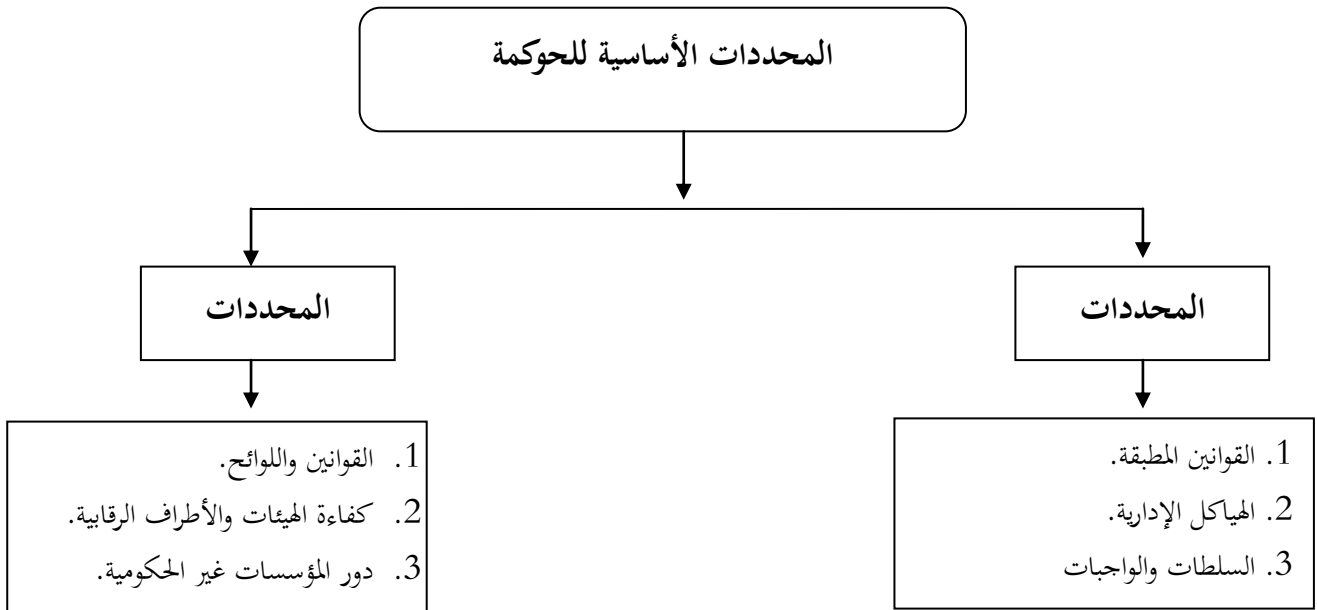 المحددات الأساسية للحوكمة
المحددات
المحددات
1. القوانين المطبقة.
2. الهياكل الإدارية.
3. السلطات والواجبات
1. القوانين واللوائح.
2. كفاءة الهيئات والأطراف الرقابية.
3. دور المؤسسات غير الحكومية.